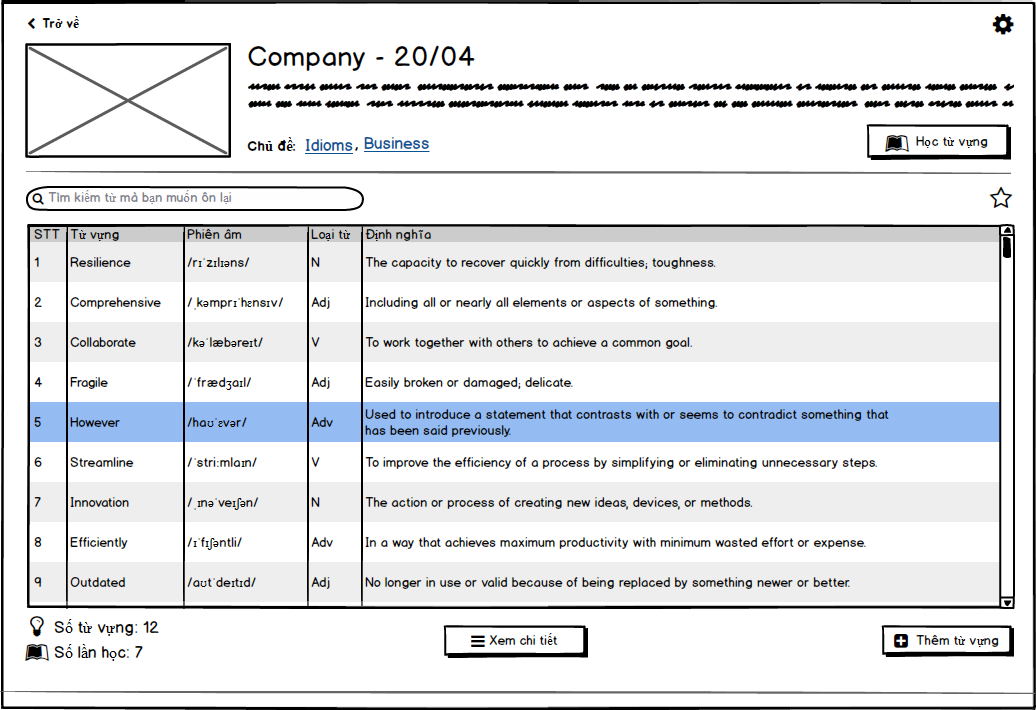 Trở về
Company - 20/04
Chủ đề: Idioms, Business
Học từ vựng
Tìm kiếm từ mà bạn muốn ôn lại
STT Từ vựng Phiên âm Loại từ Định nghĩa
1 Resilience /rɪˈzɪlɪəns/ N The capacity to recover quickly from difficulties; toughness.
2 Comprehensive /ˌkəmprɪˈhɛnsɪv/ Adj Including all or nearly all elements or aspects of something.
3 Collaborate /kəˈlæbəreɪt/ V To work together with others to achieve a common goal.
4 Fragile /ˈfrædʒaɪl/ Adj Easily broken or damaged; delicate.
5 However /haʊˈɛvər/ Adv Used to introduce a statement that contrasts with or seems to contradict something that
has been said previously.
6 Streamline /ˈstriːmlaɪn/ V To improve the efficiency of a process by simplifying or eliminating unnecessary steps.
7 Innovation /ˌɪnəˈveɪʃən/ N The action or process of creating new ideas, devices, or methods.
8 Efficiently /ɪˈfɪʃəntli/ Adv In a way that achieves maximum productivity with minimum wasted effort or expense.
9 Outdated /aʊtˈdeɪtɪd/ Adj No longer in use or valid because of being replaced by something newer or better.
Số từ vựng: 12
Số lần học: 7
Xem chi tiết
Thêm từ vựng